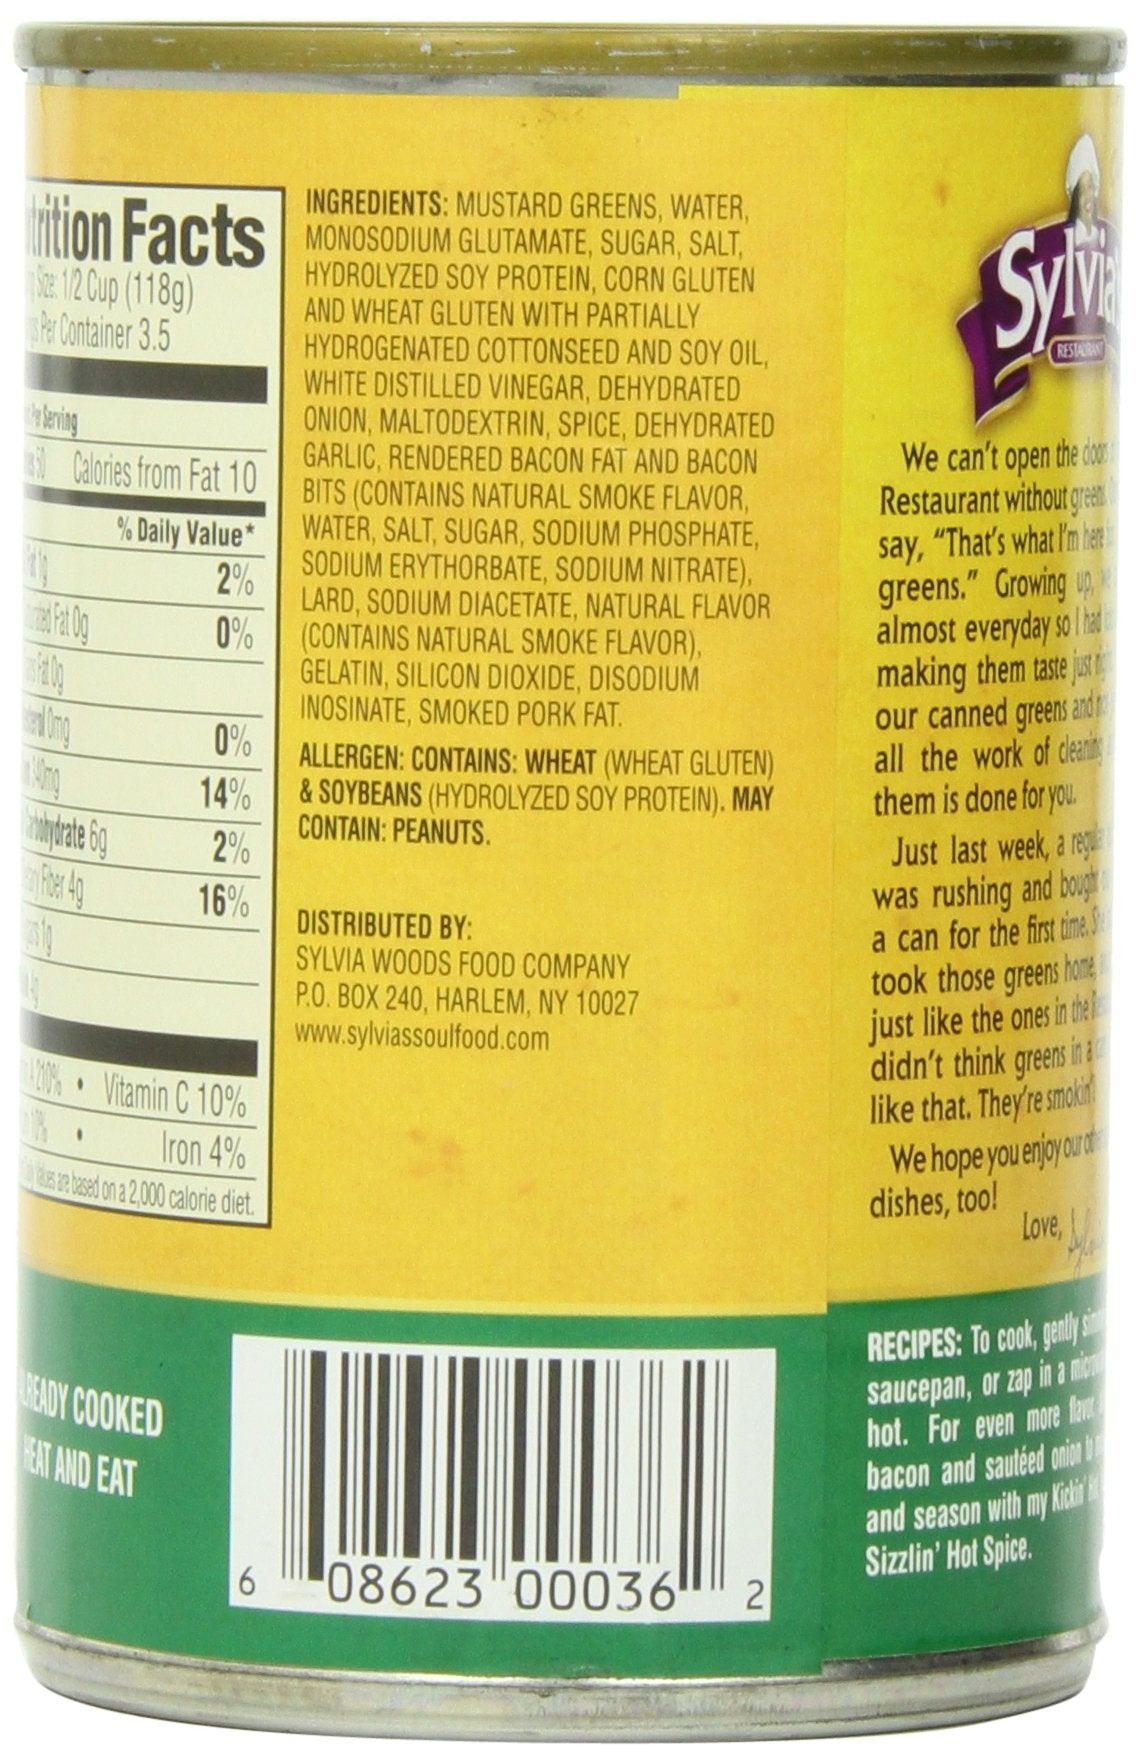 Facts
Size: 1/2 Cup (118g)
Per Container 3.5
Per Serving
50 Calories from Fat 10
% Daily Value*
Fat 1g 2%
Fat 0g 0%
Fat 0g
0mg 0%
340mg 14%
6g 2%
Fiber 4g 16%
1g
4g
A 210% • Vitamin C 10%
10% • Iron 4%
Values are based on a 2,000 calorie diet.
COOKED
AND EAT
INGREDIENTS: MUSTARD GREENS, WATER,
MONOSODIUM GLUTAMATE, SUGAR, SALT,
HYDROLYZED SOY PROTEIN, CORN GLUTEN
AND WHEAT GLUTEN WITH PARTIALLY
HYDROGENATED COTTONSEED AND SOY OIL,
WHITE DISTILLED VINEGAR, DEHYDRATED
ONION, MALTODEXTRIN, SPICE, DEHYDRATED
GARLIC, RENDERED BACON FAT AND BACON
BITS (CONTAINS NATURAL SMOKE FLAVOR,
WATER, SALT, SUGAR, SODIUM PHOSPHATE,
SODIUM ERYTHORBATE, SODIUM NITRATE),
LARD, SODIUM DIACETATE, NATURAL FLAVOR
(CONTAINS NATURAL SMOKE FLAVOR),
GELATIN, SILICON DIOXIDE, DISODIUM
INOSINATE, SMOKED PORK FAT.
ALLERGEN: CONTAINS: WHEAT (WHEAT GLUTEN)
& SOYBEANS (HYDROLYZED SOY PROTEIN). MAY
CONTAIN: PEANUTS.
DISTRIBUTED BY:
SYLVIA WOODS FOOD COMPANY
P.O. BOX 240, HARLEM, NY 10027
www.sylviassoulfood.com
6 08623 00036 2
Sylvia
RESTAURANT
We can't open the doors
Restaurant without greens.
say, "That's what I'm here
greens." Growing up,
almost everyday so I had
making them taste just
our canned greens and
all the work of cleaning
them is done for you.
Just last week, a
was rushing and bought
a can for the first time.
took those greens home,
just like the ones in the
didn't think greens in a
like that. They're smokin'
We hope you enjoy our
dishes, too!
Love,
RECIPES: To cook, gently
saucepan, or zap in a
hot. For even more flavor,
bacon and sautéed onion to
and season with my Kickin'
Sizzlin' Hot Spice.